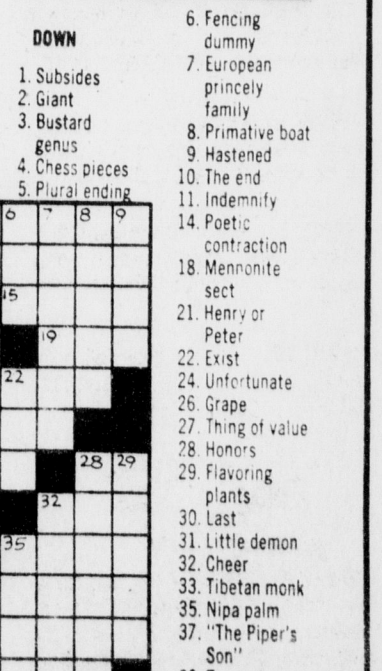 DOWN
1. Subsides
2. Giant
3. Bustard
genus
4. Chess pieces
5. Plural ending
6 7 8 9
15
19
22
28 29
32
35
6. Fencing
dummy
7. European
princely
family
8. Primative boat
9. Hastened
10. The end
11. Indemnify
14. Poetic
contraction
18. Mennonite
sect
21. Henry or
Peter
22. Exist
24. Unfortunate
26. Grape
27. Thing of value
28. Honors
29. Flavoring
plants
30. Last
31. Little demon
32. Cheer
33. Tibetan monk
35. Nipa palm
37. "The Piper's
Son"